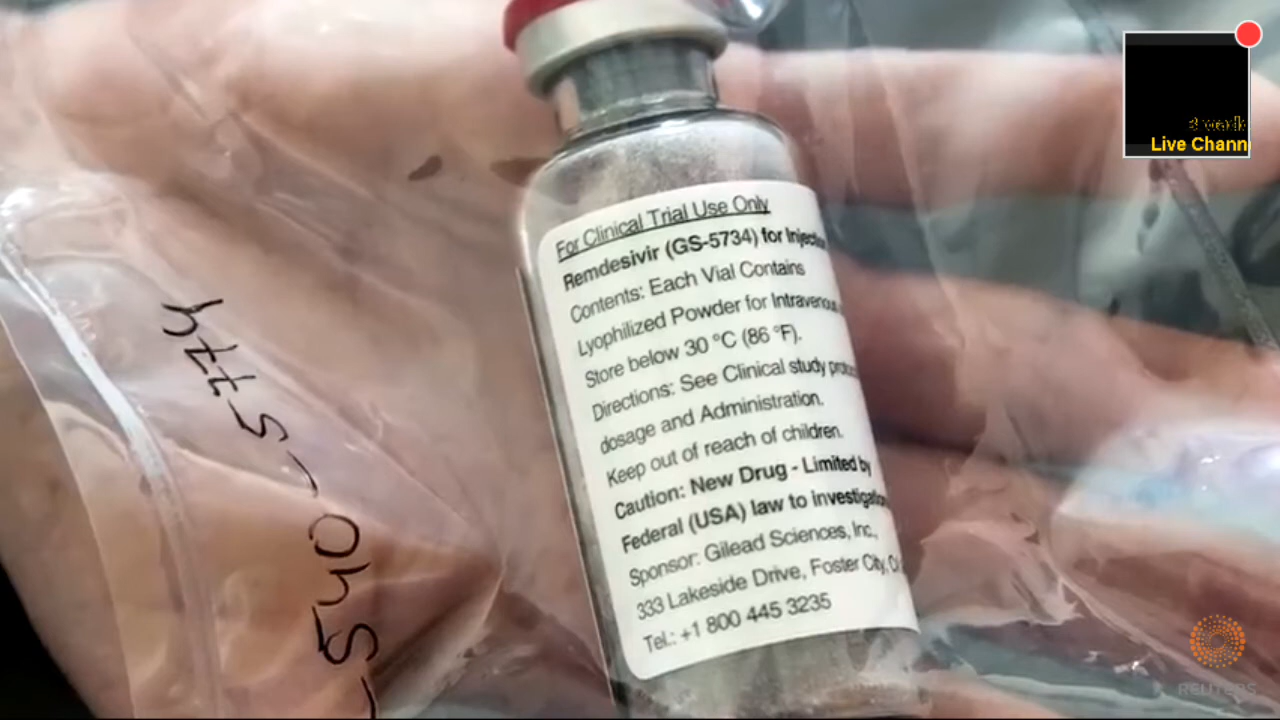 For Clinical Trial Use Only
Remdesivir (GS-5734) for
Contents: Each Vial Contains
Lyophilized Powder for
Store below 30 °C (86 °F).
Directions: See Clinical study
dosage and Administration.
Keep out of reach of children.
Caution: New Drug - Limited by
Federal (USA) law to
Sponsor: Gilead Sciences, Inc.,
333 Lakeside Drive, Foster City,
Tel.: +1 800 445 3235
Live Chann
REUTERS